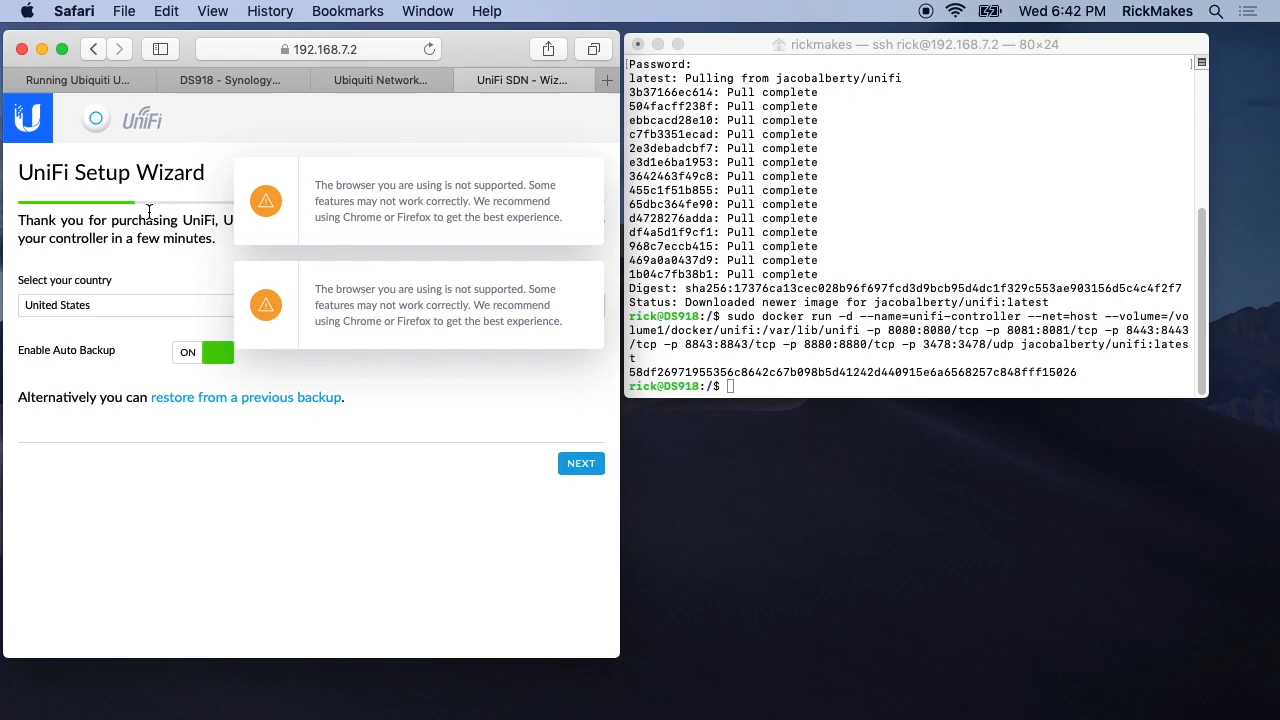 Safari File Edit View History Bookmarks Window Help Wed 6:42 PM RickMakes
192.168.7.2
Running Ubiquiti U... DS918 - Synology... Ubiquiti Network... UniFi SDN - Wiz...
U UniFi
UniFi Setup Wizard
Thank you for purchasing UniFi, U
your controller in a few minutes.
The browser you are using is not supported. Some
features may not work correctly. We recommend
using Chrome or Firefox to get the best experience.
The browser you are using is not supported. Some
features may not work correctly. We recommend
using Chrome or Firefox to get the best experience.
Select your country
United States
Enable Auto Backup ON
Alternatively you can restore from a previous backup.
NEXT
rickmakes — ssh rick@192.168.7.2 — 80×24
[Password: ]
latest: Pulling from jacobalberty/unifi
3b37166ec614: Pull complete
504facff238f: Pull complete
ebbcacd28e10: Pull complete
c7fb3351ecad: Pull complete
2e3debadcbf7: Pull complete
e3d1e6ba1953: Pull complete
3642463f49c8: Pull complete
455c1f51b855: Pull complete
65dbc364fe90: Pull complete
d4728276adda: Pull complete
df4a5d1f9cf1: Pull complete
968c7eccb415: Pull complete
469a0a0437d9: Pull complete
1b04c7fb38b1: Pull complete
Digest: sha256:17376ca13cec028b96f697fcd3d9bcb95d4dc1f329c553ae903156d5c4c4f2f7
Status: Downloaded newer image for jacobalberty/unifi:latest
rick@DS918:/$ sudo docker run -d --name=unifi-controller --net=host --volume=/vo
lume1/docker/unifi:/var/lib/unifi -p 8080:8080/tcp -p 8081:8081/tcp -p 8443:8443
/tcp -p 8843:8843/tcp -p 8880:8880/tcp -p 3478:3478/udp jacobalberty/unifi:lates
t
58df26971955356c8642c67b098b5d41242d440915e6a6568257c848fff15026
rick@DS918:/$